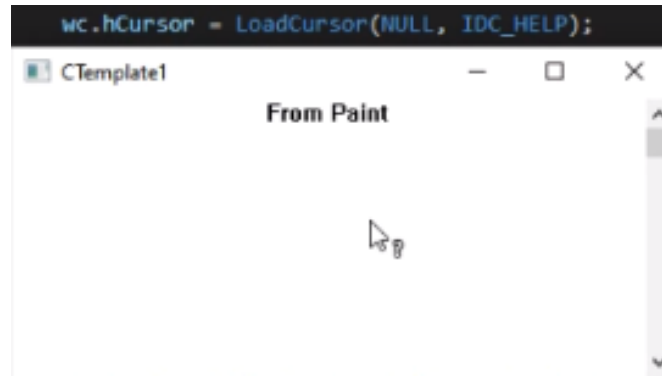 wc.hCursor = LoadCursor(NULL, IDC_HELP);
CTemplate1
From Paint